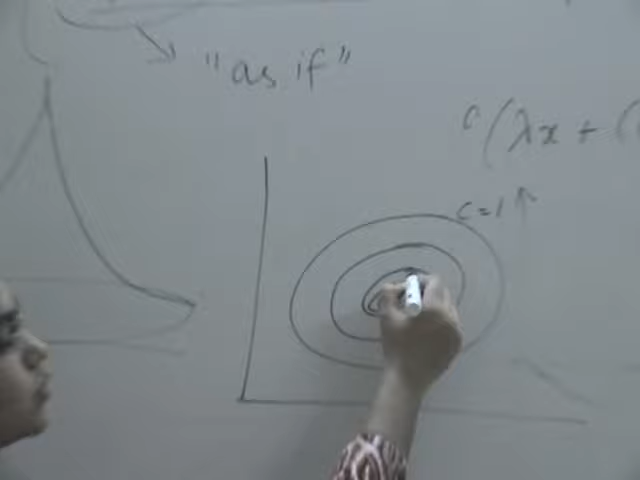 "as if"
(λx + (
c=1↑